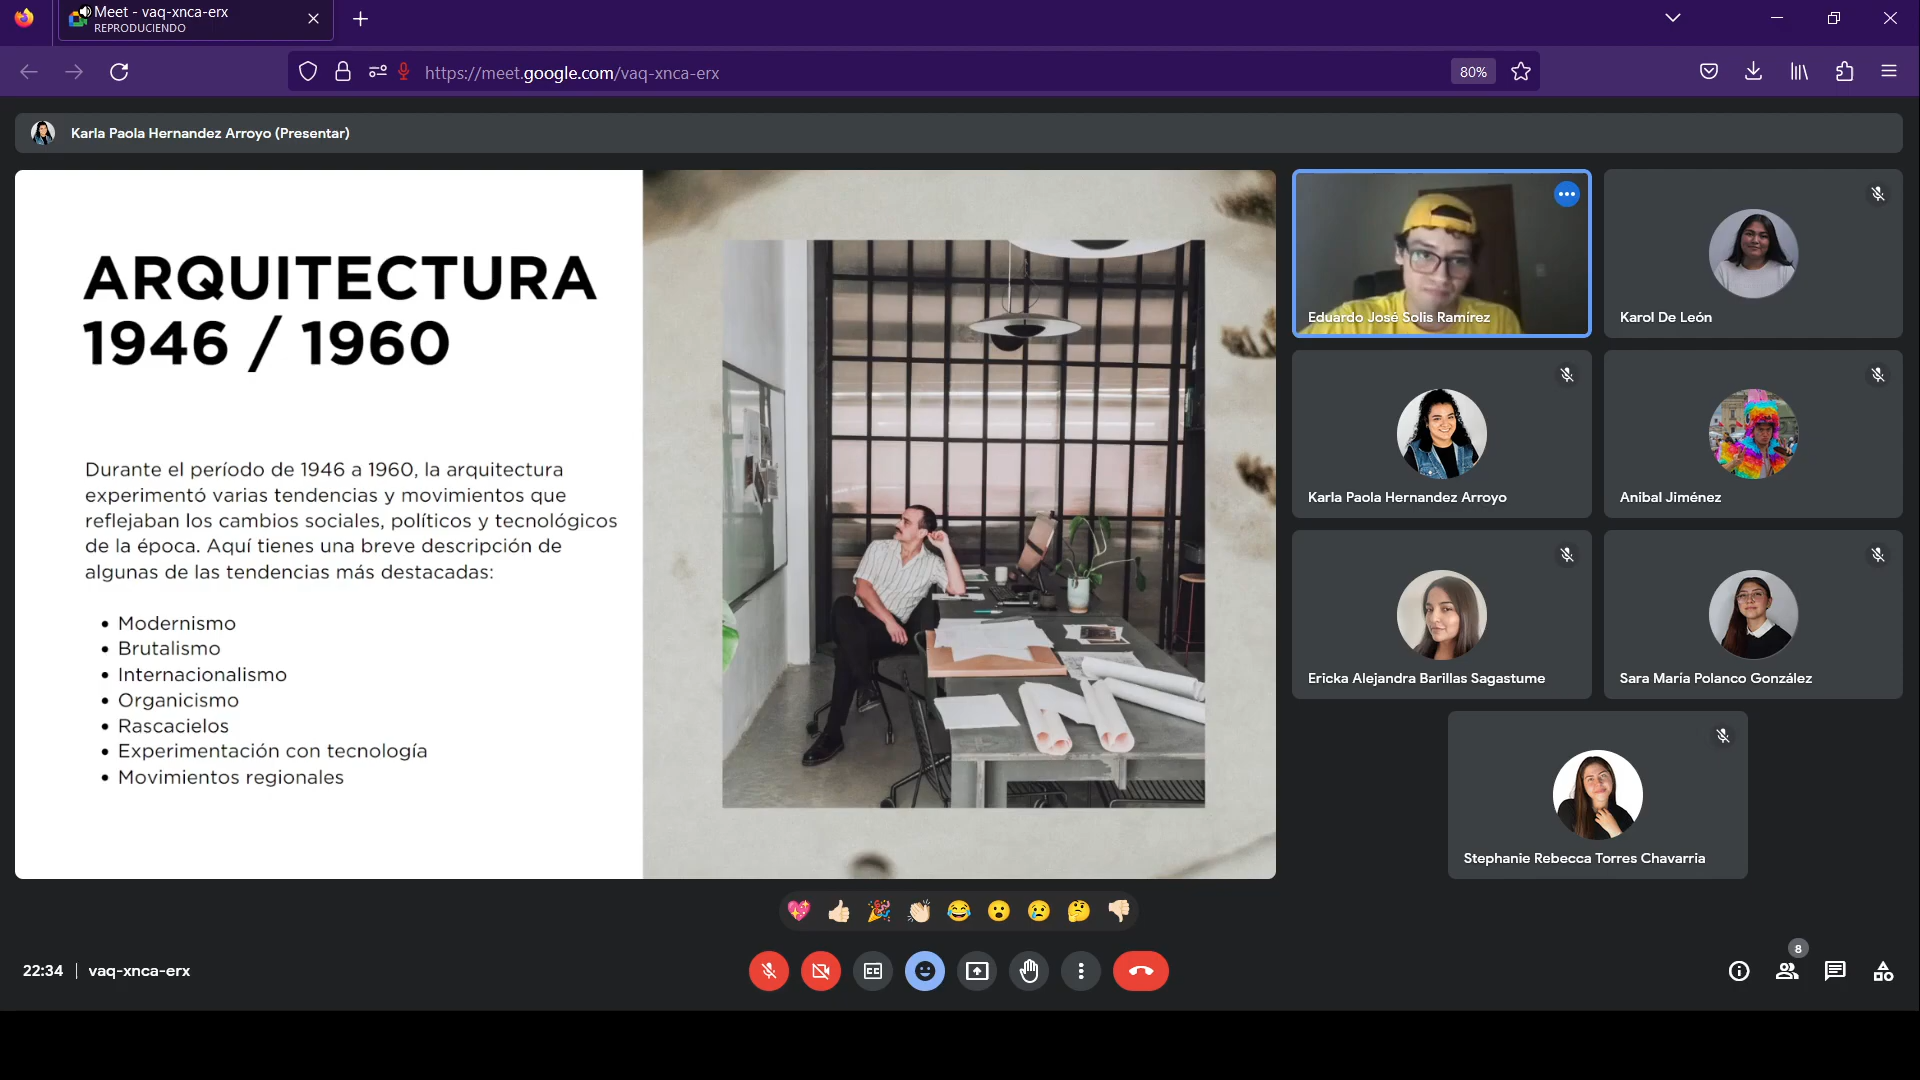 Meet - vaq-xnca-erx
REPRODUCIENDO
https://meet.google.com/vaq-xnca-erx
80%
Karla Paola Hernandez Arroyo (Presentar)
ARQUITECTURA
1946 / 1960
Durante el período de 1946 a 1960, la arquitectura
experimentó varias tendencias y movimientos que
reflejaban los cambios sociales, políticos y tecnológicos
de la época. Aquí tienes una breve descripción de
algunas de las tendencias más destacadas:
• Modernismo
• Brutalismo
• Internacionalismo
• Organicismo
• Rascacielos
• Experimentación con tecnología
• Movimientos regionales
Eduardo José Solis Ramírez
Karol De León
Karla Paola Hernandez Arroyo
Anibal Jiménez
Ericka Alejandra Barillas Sagastume
Sara María Polanco González
Stephanie Rebecca Torres Chavarria
22:34 | vaq-xnca-erx
8